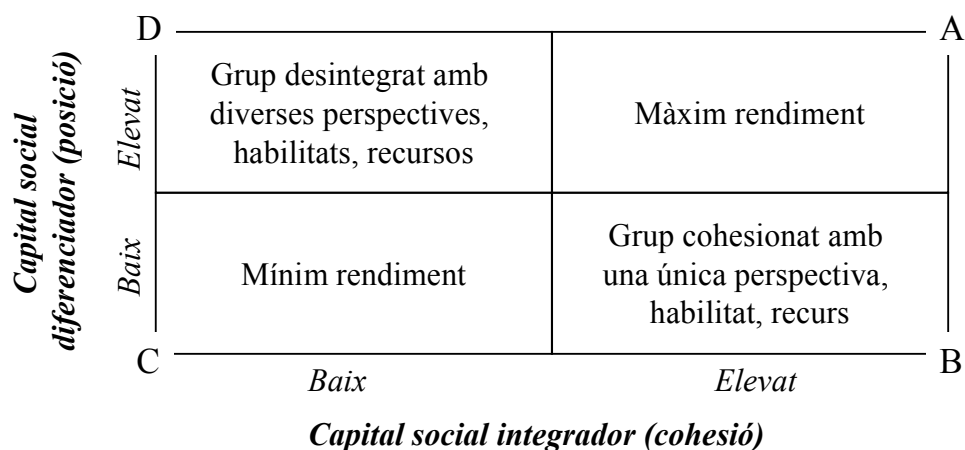 D
A
Capital social
diferenciador (posició)
Elevat
Grup desintegrat amb
diverses perspectives,
habilitats, recursos
Màxim rendiment
Baix
Mínim rendiment
Grup cohesionat amb
una única perspectiva,
habilitat, recurs
C
B
Baix
Elevat
Capital social integrador (cohesió)